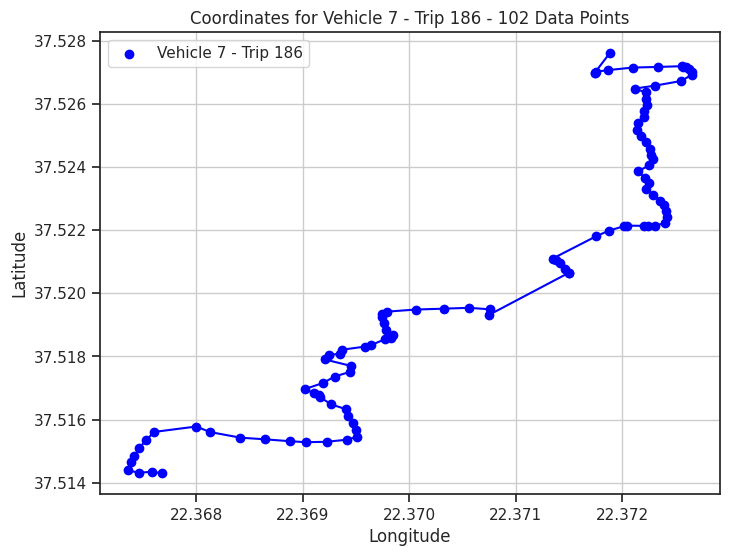 Coordinates for Vehicle 7 - Trip 186 - 102 Data Points
Vehicle 7 - Trip 186
37.528
37.526
37.524
37.522
37.520
37.518
37.516
37.514
Latitude
22.368 22.369 22.370 22.371 22.372
Longitude